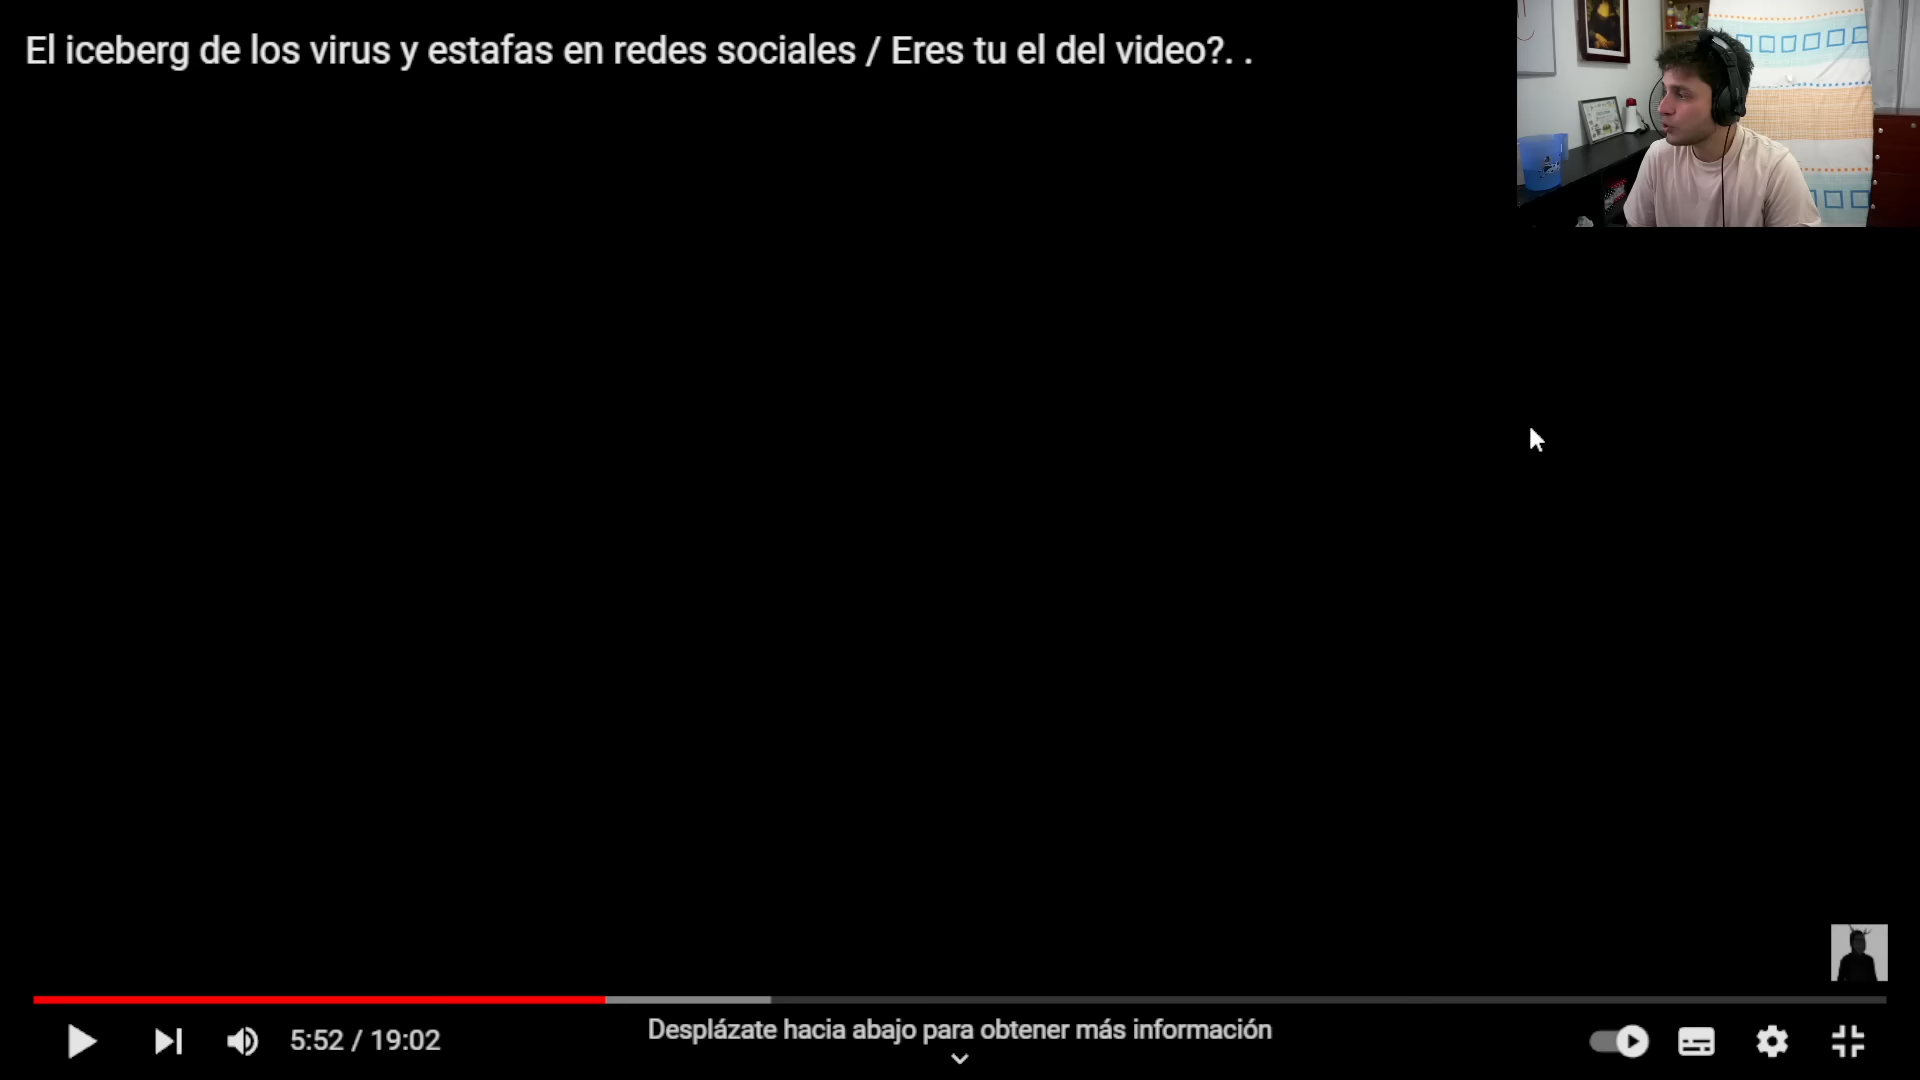 El iceberg de los virus y estafas en redes sociales / Eres tu el del video?. .
5:52 / 19:02
Desplázate hacia abajo para obtener más información